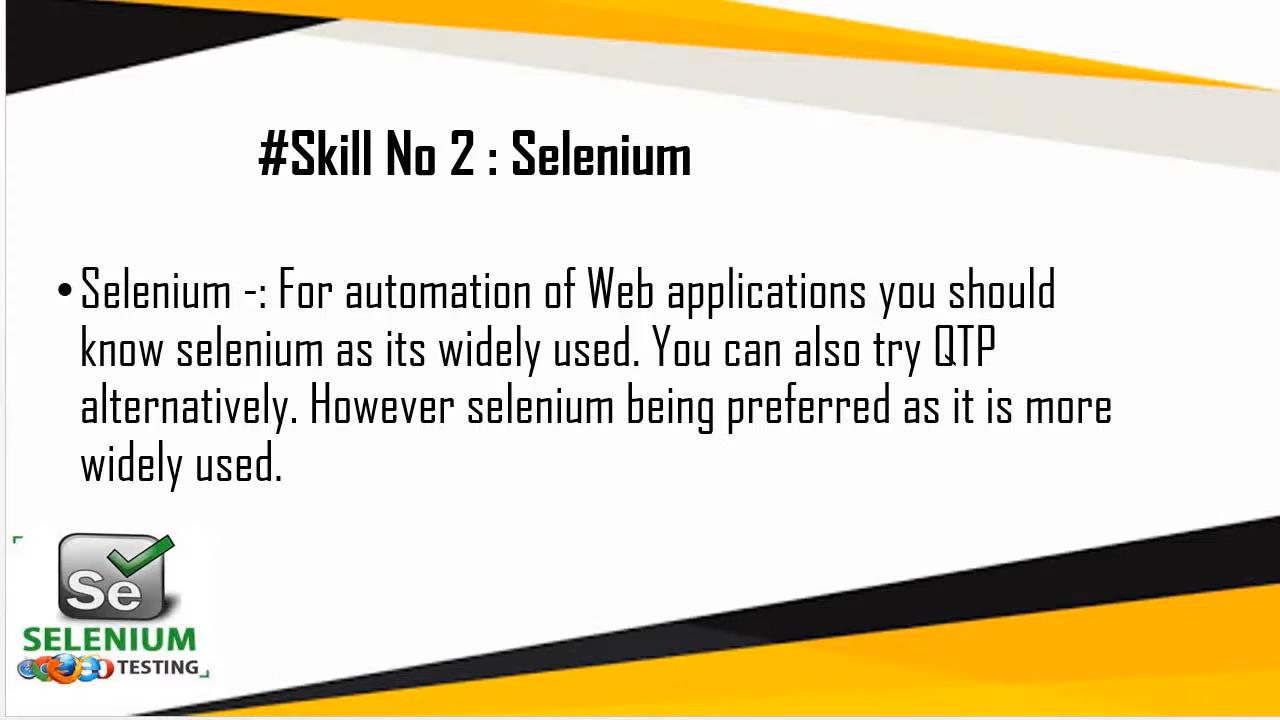 #Skill No 2 : Selenium
• Selenium -: For automation of Web applications you should
know selenium as its widely used. You can also try QTP
alternatively. However selenium being preferred as it is more
widely used.
Se
SELENIUM
TESTING